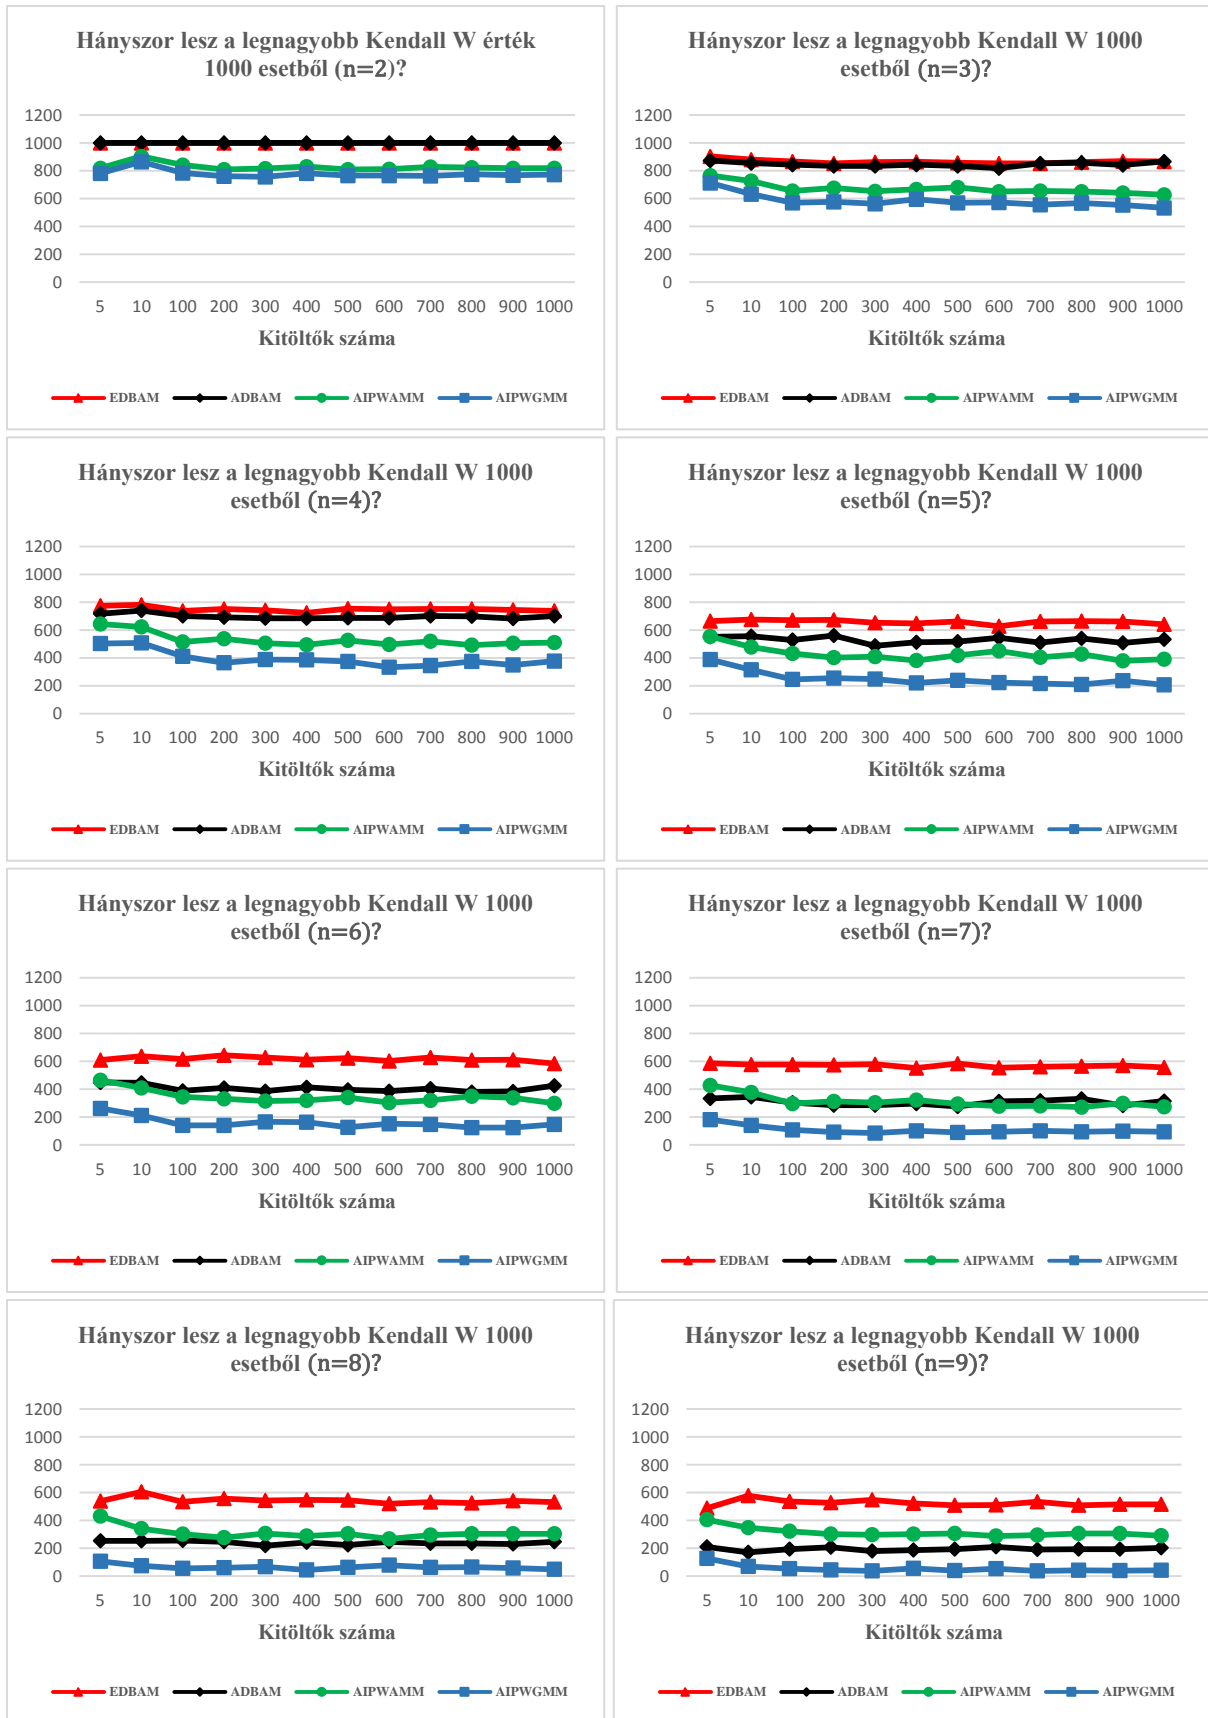 Hányszor lesz a legnagyobb Kendall W érték
1000 esetből (n=2)?
1200
1000
800
600
400
200
0
5 10 100 200 300 400 500 600 700 800 900 1000
Kitöltők száma
EDBAM ADBAM AIPWAMM AIPWGMM
Hányszor lesz a legnagyobb Kendall W 1000
esetből (n=3)?
1200
1000
800
600
400
200
0
5 10 100 200 300 400 500 600 700 800 900 1000
Kitöltők száma
EDBAM ADBAM AIPWAMM AIPWGMM
Hányszor lesz a legnagyobb Kendall W 1000
esetből (n=4)?
1200
1000
800
600
400
200
0
5 10 100 200 300 400 500 600 700 800 900 1000
Kitöltők száma
EDBAM ADBAM AIPWAMM AIPWGMM
Hányszor lesz a legnagyobb Kendall W 1000
esetből (n=5)?
1200
1000
800
600
400
200
0
5 10 100 200 300 400 500 600 700 800 900 1000
Kitöltők száma
EDBAM ADBAM AIPWAMM AIPWGMM
Hányszor lesz a legnagyobb Kendall W 1000
esetből (n=6)?
1200
1000
800
600
400
200
0
5 10 100 200 300 400 500 600 700 800 900 1000
Kitöltők száma
EDBAM ADBAM AIPWAMM AIPWGMM
Hányszor lesz a legnagyobb Kendall W 1000
esetből (n=7)?
1200
1000
800
600
400
200
0
5 10 100 200 300 400 500 600 700 800 900 1000
Kitöltők száma
EDBAM ADBAM AIPWAMM AIPWGMM
Hányszor lesz a legnagyobb Kendall W 1000
esetből (n=8)?
1200
1000
800
600
400
200
0
5 10 100 200 300 400 500 600 700 800 900 1000
Kitöltők száma
EDBAM ADBAM AIPWAMM AIPWGMM
Hányszor lesz a legnagyobb Kendall W 1000
esetből (n=9)?
1200
1000
800
600
400
200
0
5 10 100 200 300 400 500 600 700 800 900 1000
Kitöltők száma
EDBAM ADBAM AIPWAMM AIPWGMM